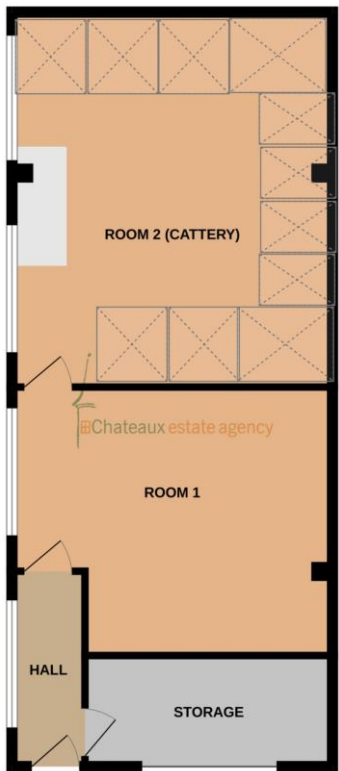 ROOM 2 (CATTERY)
Chateaux estate agency
ROOM 1
HALL
STORAGE